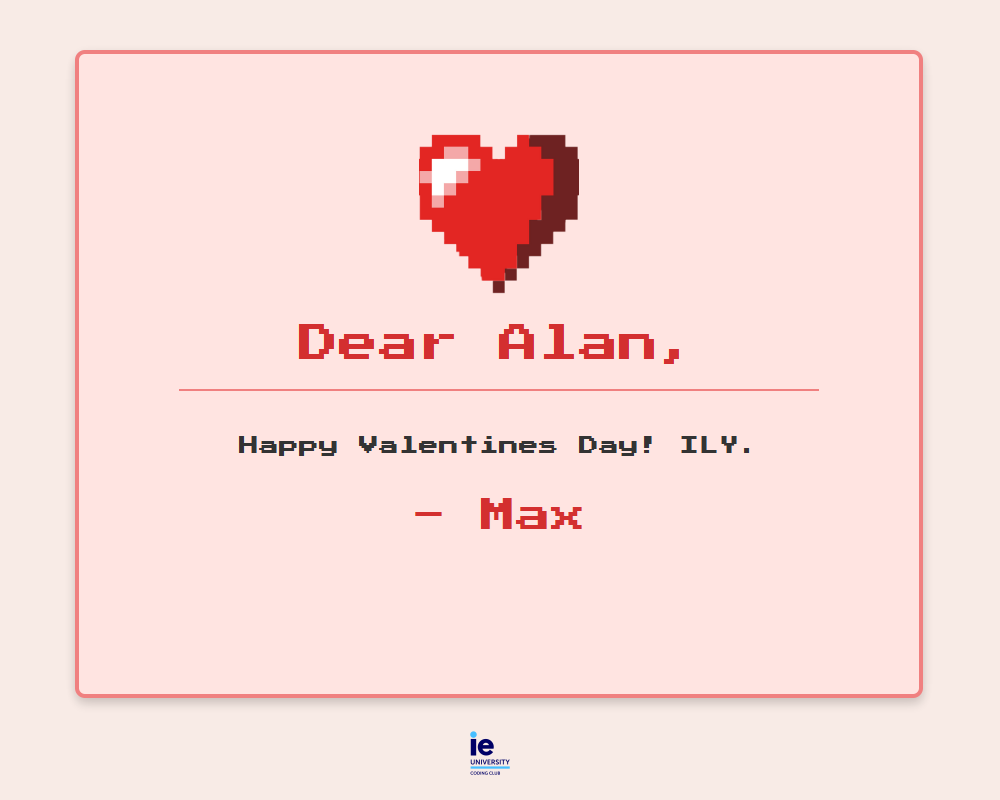 Dear Alan,
Happy Valentines Day! ILY.
— Max
ie
UNIVERSITY
CODING CLUB